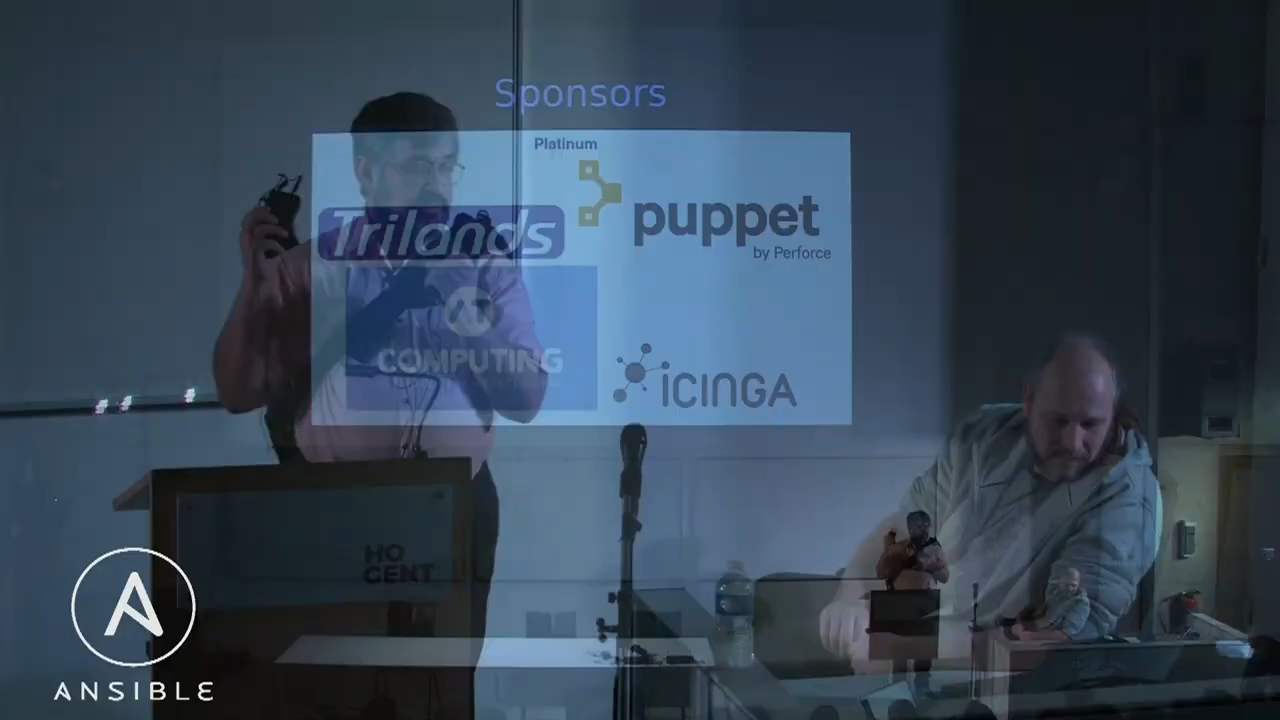 Sponsors
Platinum
Trilands
puppet
by Perforce
COMPUTING
ICINGA
HO
GENT
ANSIBLE